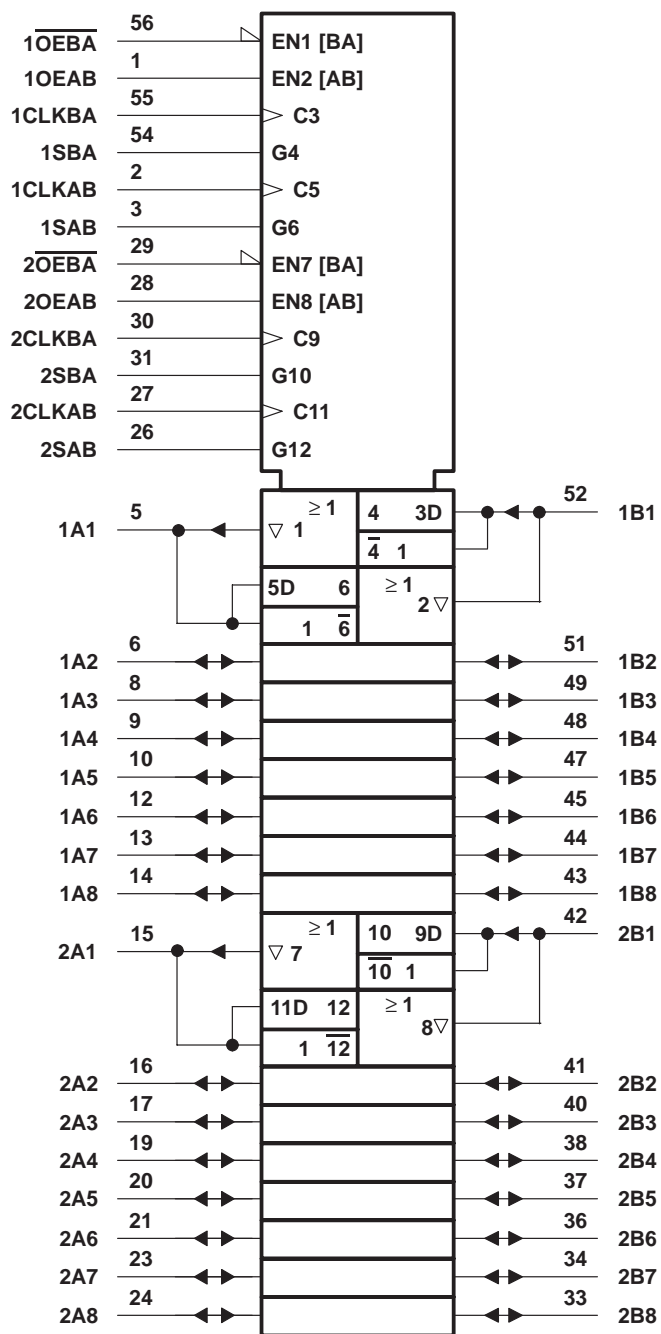 56
1O̅E̅B̅A̅ EN1 [BA]
1
1OEAB EN2 [AB]
55
1CLKBA C3
54
1SBA G4
2
1CLKAB C5
3
1SAB G6
29
2O̅E̅B̅A̅ EN7 [BA]
28
2OEAB EN8 [AB]
30
2CLKBA C9
31
2SBA G10
27
2CLKAB C11
26
2SAB G12
5 ≥ 1 4 3D 52
1A1 ▽ 1 1B1
4̅ 1
5D 6 ≥ 1
2 ▽
1 6̅
6 51
1A2 1B2
8 49
1A3 1B3
9 48
1A4 1B4
10 47
1A5 1B5
12 45
1A6 1B6
13 44
1A7 1B7
14 43
1A8 1B8
15 ≥ 1 10 9D 42
2A1 ▽ 7 2B1
1̅0̅ 1
11D 12 ≥ 1
8▽
1 1̅2̅
16 41
2A2 2B2
17 40
2A3 2B3
19 38
2A4 2B4
20 37
2A5 2B5
21 36
2A6 2B6
23 34
2A7 2B7
24 33
2A8 2B8